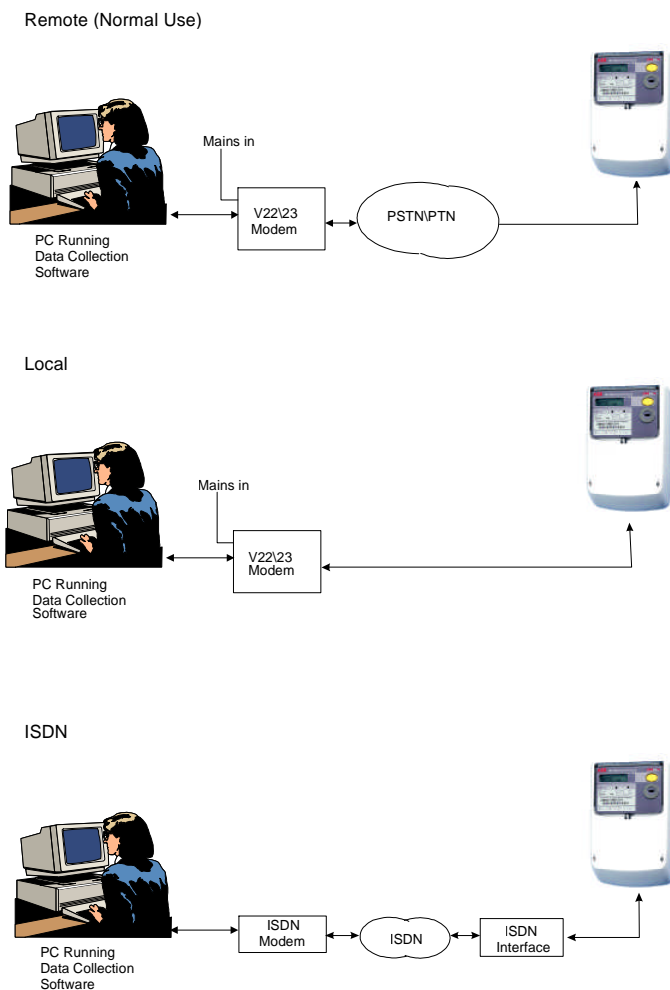 Remote (Normal Use)
Mains in
V22\23
Modem
PSTN\PTN
PC Running
Data Collection
Software
Local
Mains in
V22\23
Modem
PC Running
Data Collection
Software
ISDN
ISDN
Modem
ISDN
ISDN
Interface
PC Running
Data Collection
Software